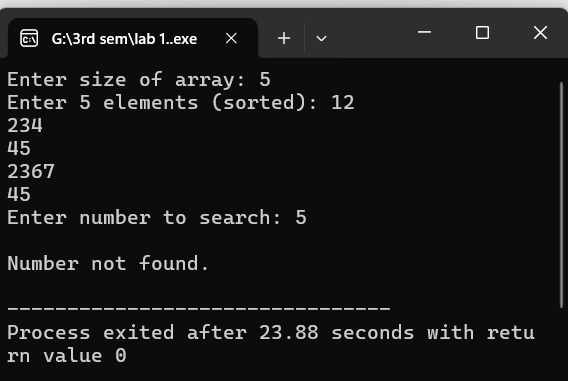 G:\3rd sem\lab 1..exe
Enter size of array: 5
Enter 5 elements (sorted): 12
234
45
2367
45
Enter number to search: 5
Number not found.
--------------------------------
Process exited after 23.88 seconds with retu
rn value 0